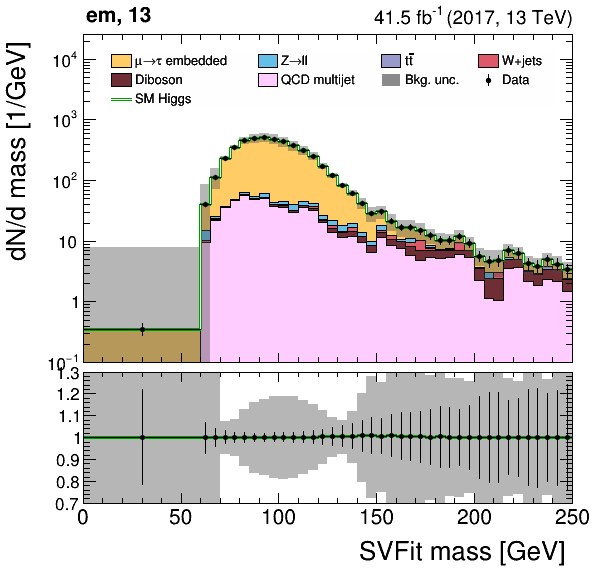 em, 13 41.5 fb⁻¹ (2017, 13 TeV)
dN/d mass [1/GeV]
μ→τ embedded Z→ll tt̄ W+jets
Diboson QCD multijet Bkg. unc. Data
SM Higgs
10⁴
10³
10²
10
1
10⁻¹
1.3
1.2
1.1
1
0.9
0.8
0.7
0 50 100 150 200 250
SVFit mass [GeV]